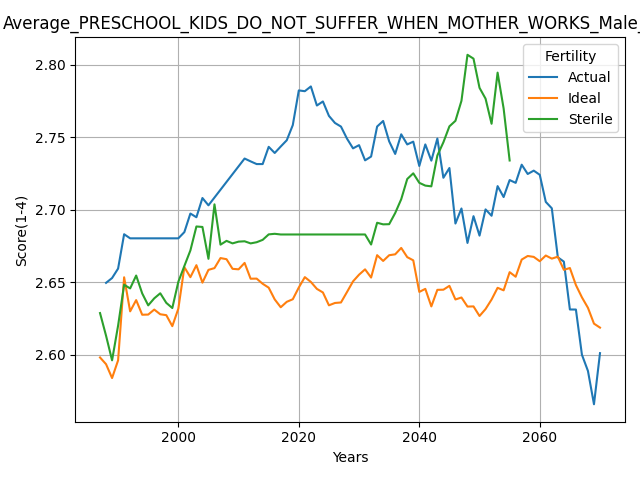 Average_PRESCHOOL_KIDS_DO_NOT_SUFFER_WHEN_MOTHER_WORKS_Male_
Fertility
Actual
Ideal
Sterile
Score(1-4)
2.80
2.75
2.70
2.65
2.60
2000 2020 2040 2060
Years